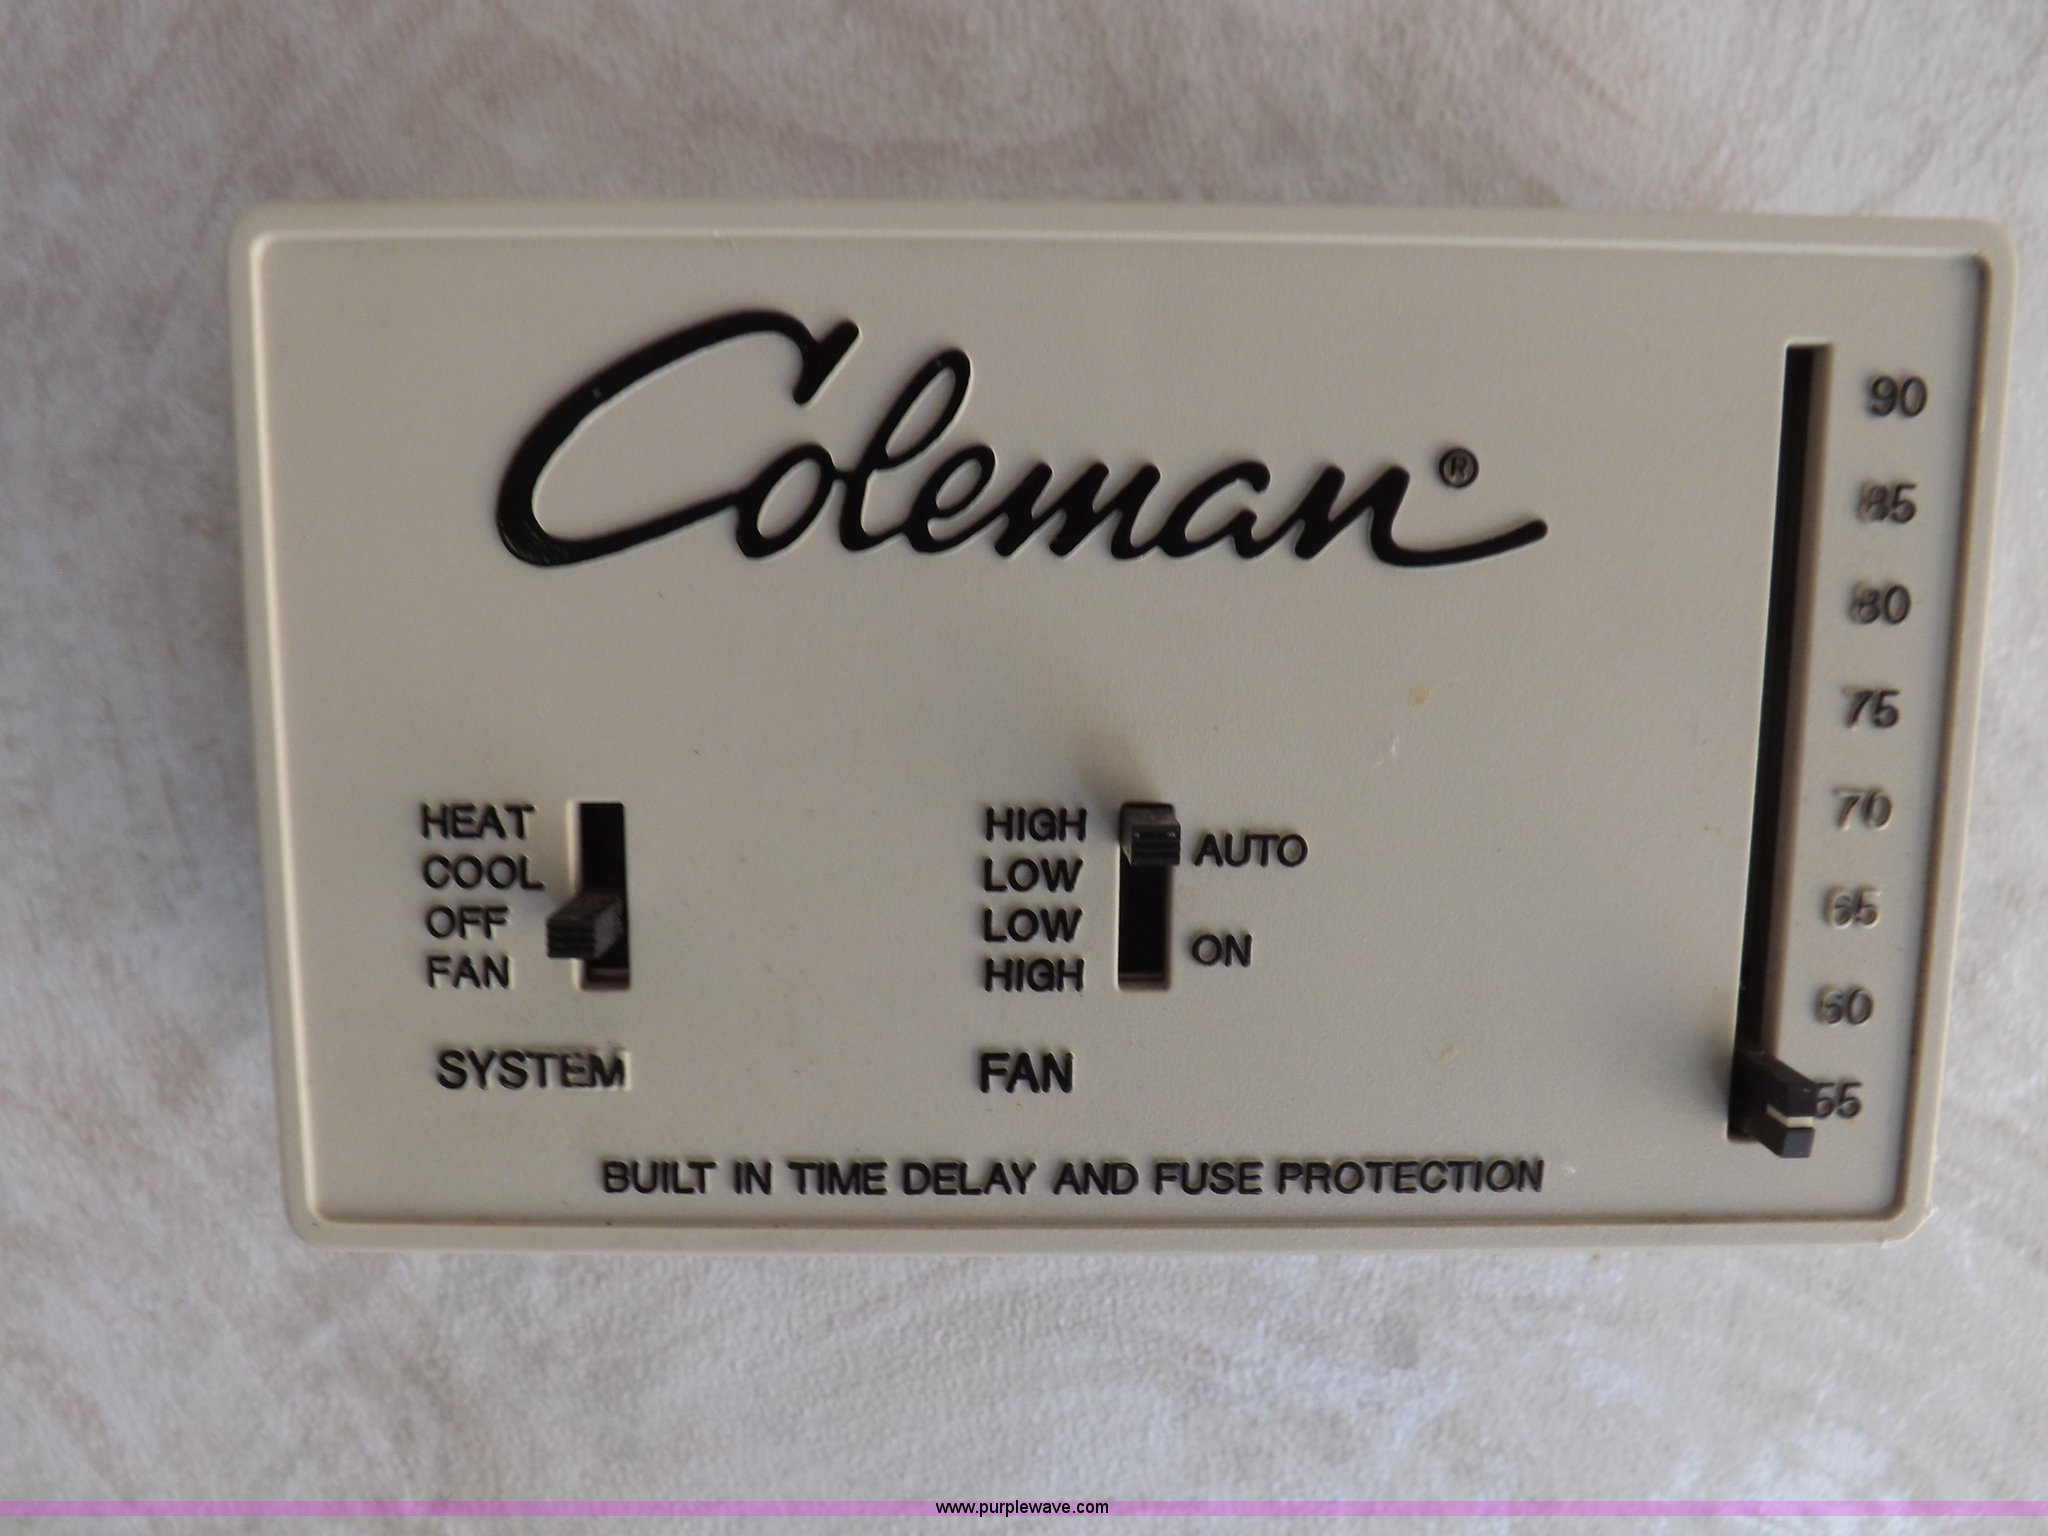 Coleman®
90
85
80
75
70
65
60
55
HEAT
COOL
OFF
FAN
SYSTEM
HIGH
LOW
LOW
HIGH
AUTO
ON
FAN
BUILT IN TIME DELAY AND FUSE PROTECTION
www.purplewave.com